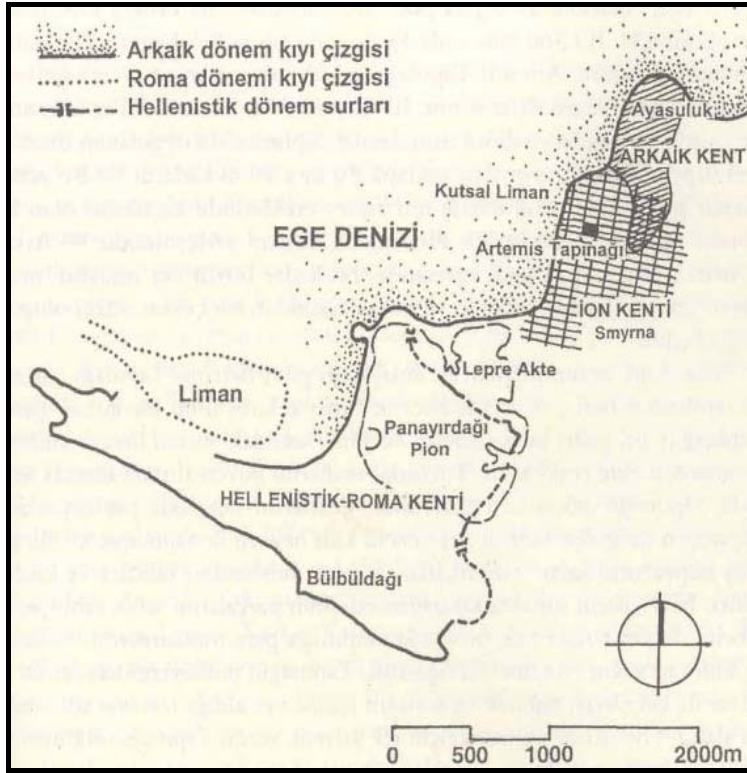 Arkaik dönem kıyı çizgisi
Roma dönemi kıyı çizgisi
Hellenistik dönem surları
Ayasuluk
ARKAİK KENT
Kutsal Liman
EGE DENİZİ
Artemis Tapınağı
İON KENTİ
Smyrna
Lepre Akte
Liman
Panayırdağı
Pion
HELLENİSTİK-ROMA KENTİ
Bülbüldağı
0 500 1000 2000m